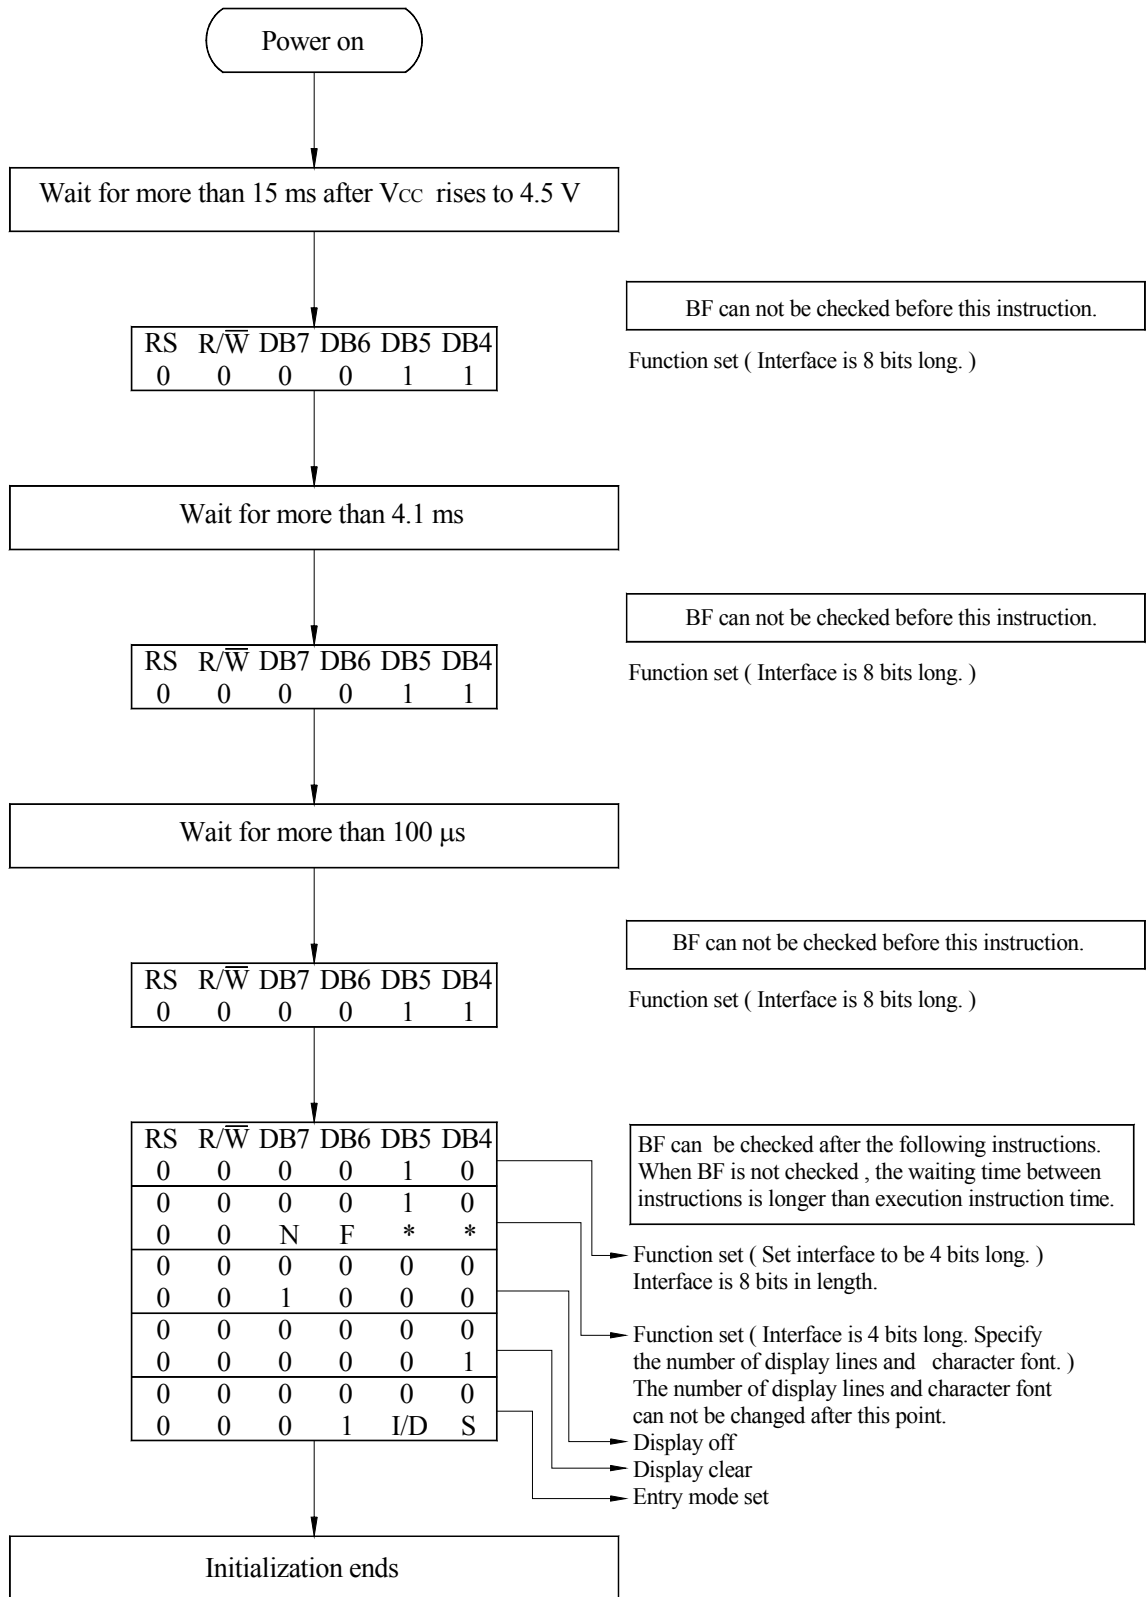 Power on
Wait for more than 15 ms after VCC rises to 4.5 V
BF can not be checked before this instruction.
RS R/W̅ DB7 DB6 DB5 DB4
0 0 0 0 1 1
Function set ( Interface is 8 bits long. )
Wait for more than 4.1 ms
BF can not be checked before this instruction.
RS R/W̅ DB7 DB6 DB5 DB4
0 0 0 0 1 1
Function set ( Interface is 8 bits long. )
Wait for more than 100 μs
BF can not be checked before this instruction.
RS R/W̅ DB7 DB6 DB5 DB4
0 0 0 0 1 1
Function set ( Interface is 8 bits long. )
RS R/W̅ DB7 DB6 DB5 DB4
0 0 0 0 1 0
0 0 0 0 1 0
0 0 N F * *
0 0 0 0 0 0
0 0 1 0 0 0
0 0 0 0 0 0
0 0 0 0 0 1
0 0 0 0 0 0
0 0 0 1 I/D S
BF can be checked after the following instructions.
When BF is not checked , the waiting time between
instructions is longer than execution instruction time.
Function set ( Set interface to be 4 bits long. )
Interface is 8 bits in length.
Function set ( Interface is 4 bits long. Specify
the number of display lines and character font. )
The number of display lines and character font
can not be changed after this point.
Display off
Display clear
Entry mode set
Initialization ends